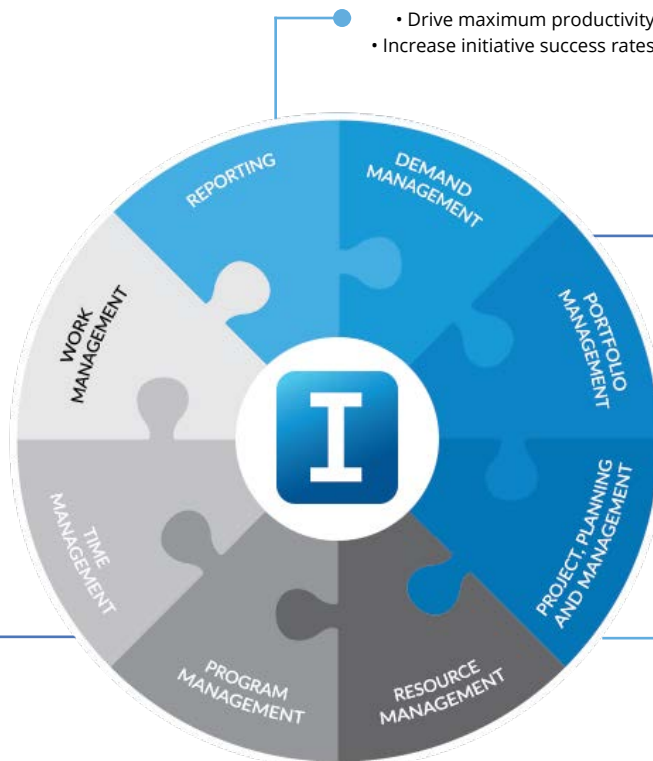 • Drive maximum productivity
• Increase initiative success rates
REPORTING
DEMAND
MANAGEMENT
PORTFOLIO
MANAGEMENT
PROJECT, PLANNING
AND MANAGEMENT
RESOURCE
MANAGEMENT
PROGRAM
MANAGEMENT
TIME
MANAGEMENT
WORK
MANAGEMENT
I